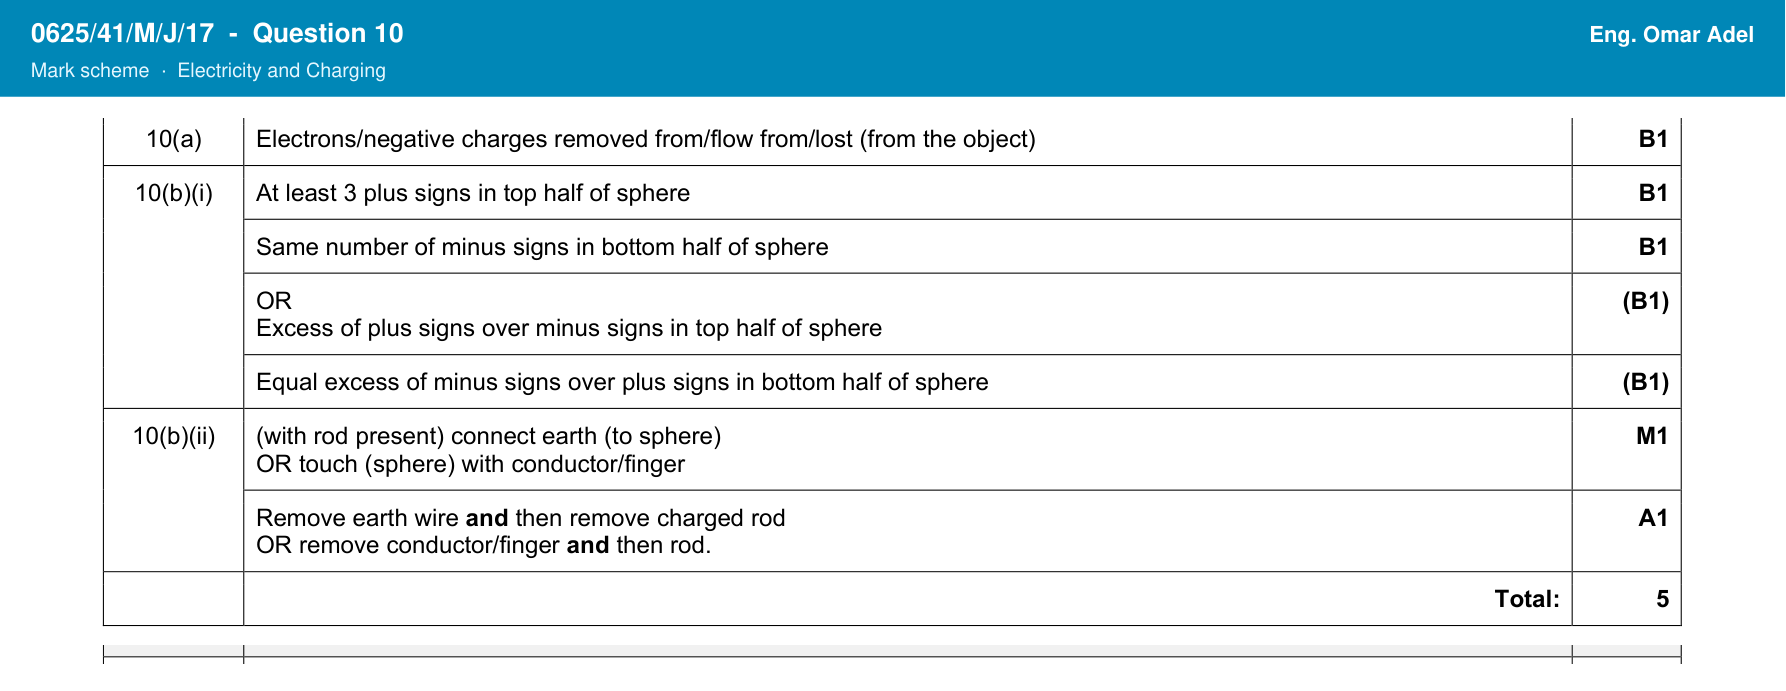 0625/41/M/J/17 - Question 10
Eng. Omar Adel
Mark scheme · Electricity and Charging
10(a) Electrons/negative charges removed from/flow from/lost (from the object) B1
10(b)(i) At least 3 plus signs in top half of sphere B1
Same number of minus signs in bottom half of sphere B1
OR (B1)
Excess of plus signs over minus signs in top half of sphere
Equal excess of minus signs over plus signs in bottom half of sphere (B1)
10(b)(ii) (with rod present) connect earth (to sphere) M1
OR touch (sphere) with conductor/finger
Remove earth wire and then remove charged rod A1
OR remove conductor/finger and then rod.
Total: 5